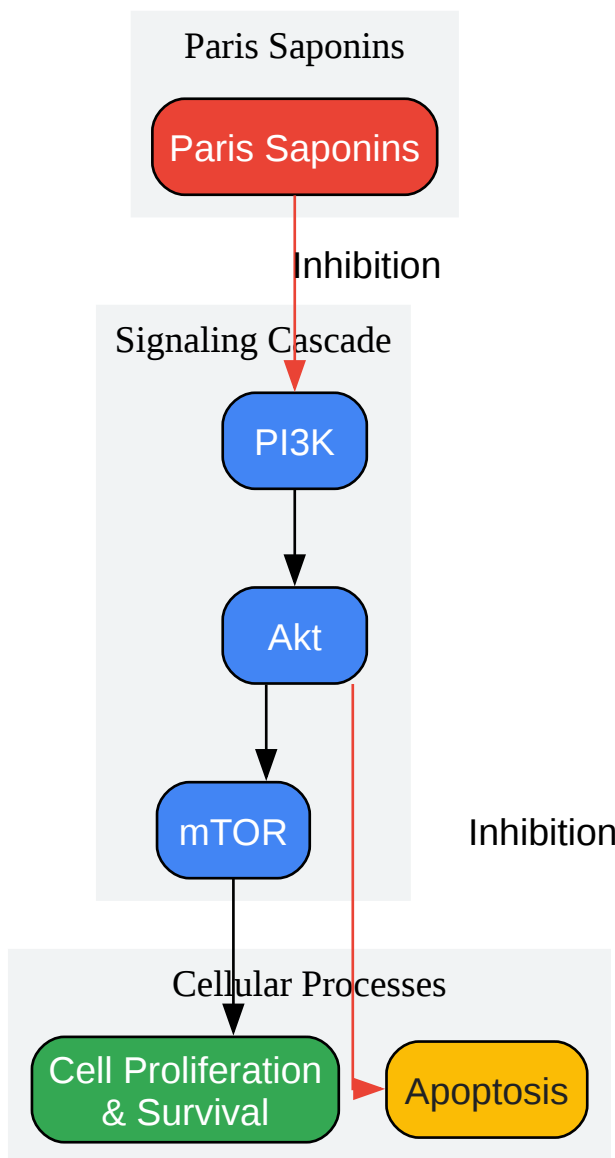 Paris Saponins
Paris Saponins
Inhibition
Signaling Cascade
PI3K
Akt
mTOR
Inhibition
Cellular Processes
Cell Proliferation
& Survival
Apoptosis